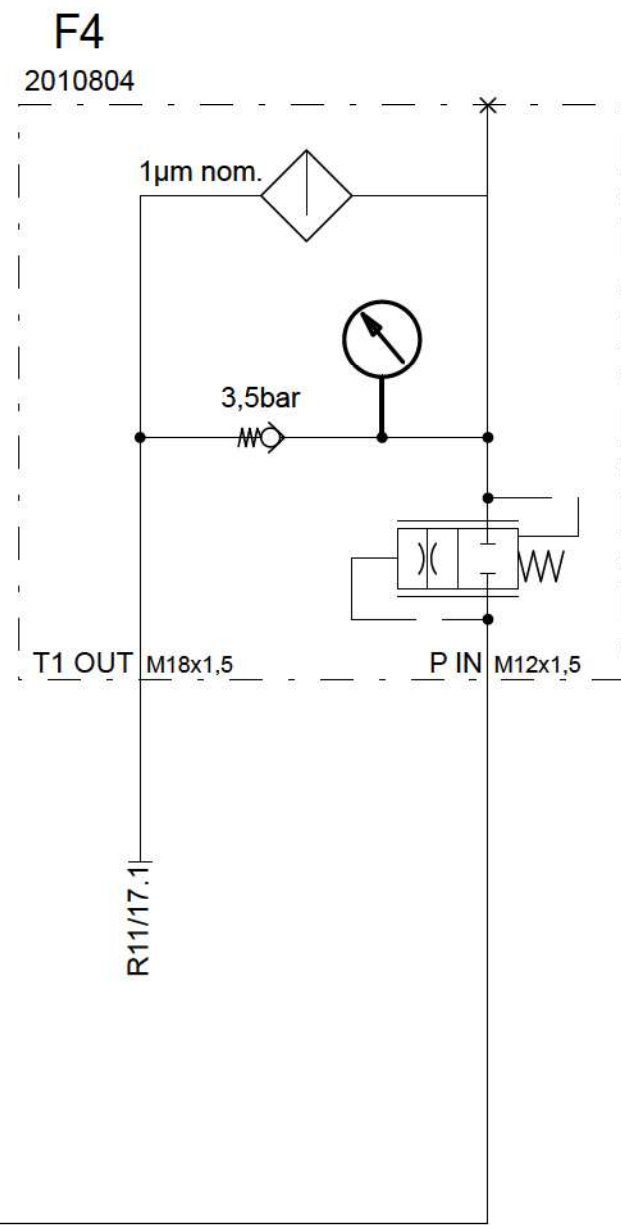 F4
2010804
1µm nom.
3,5bar
T1 OUT M18x1,5
P IN M12x1,5
R11/17.1